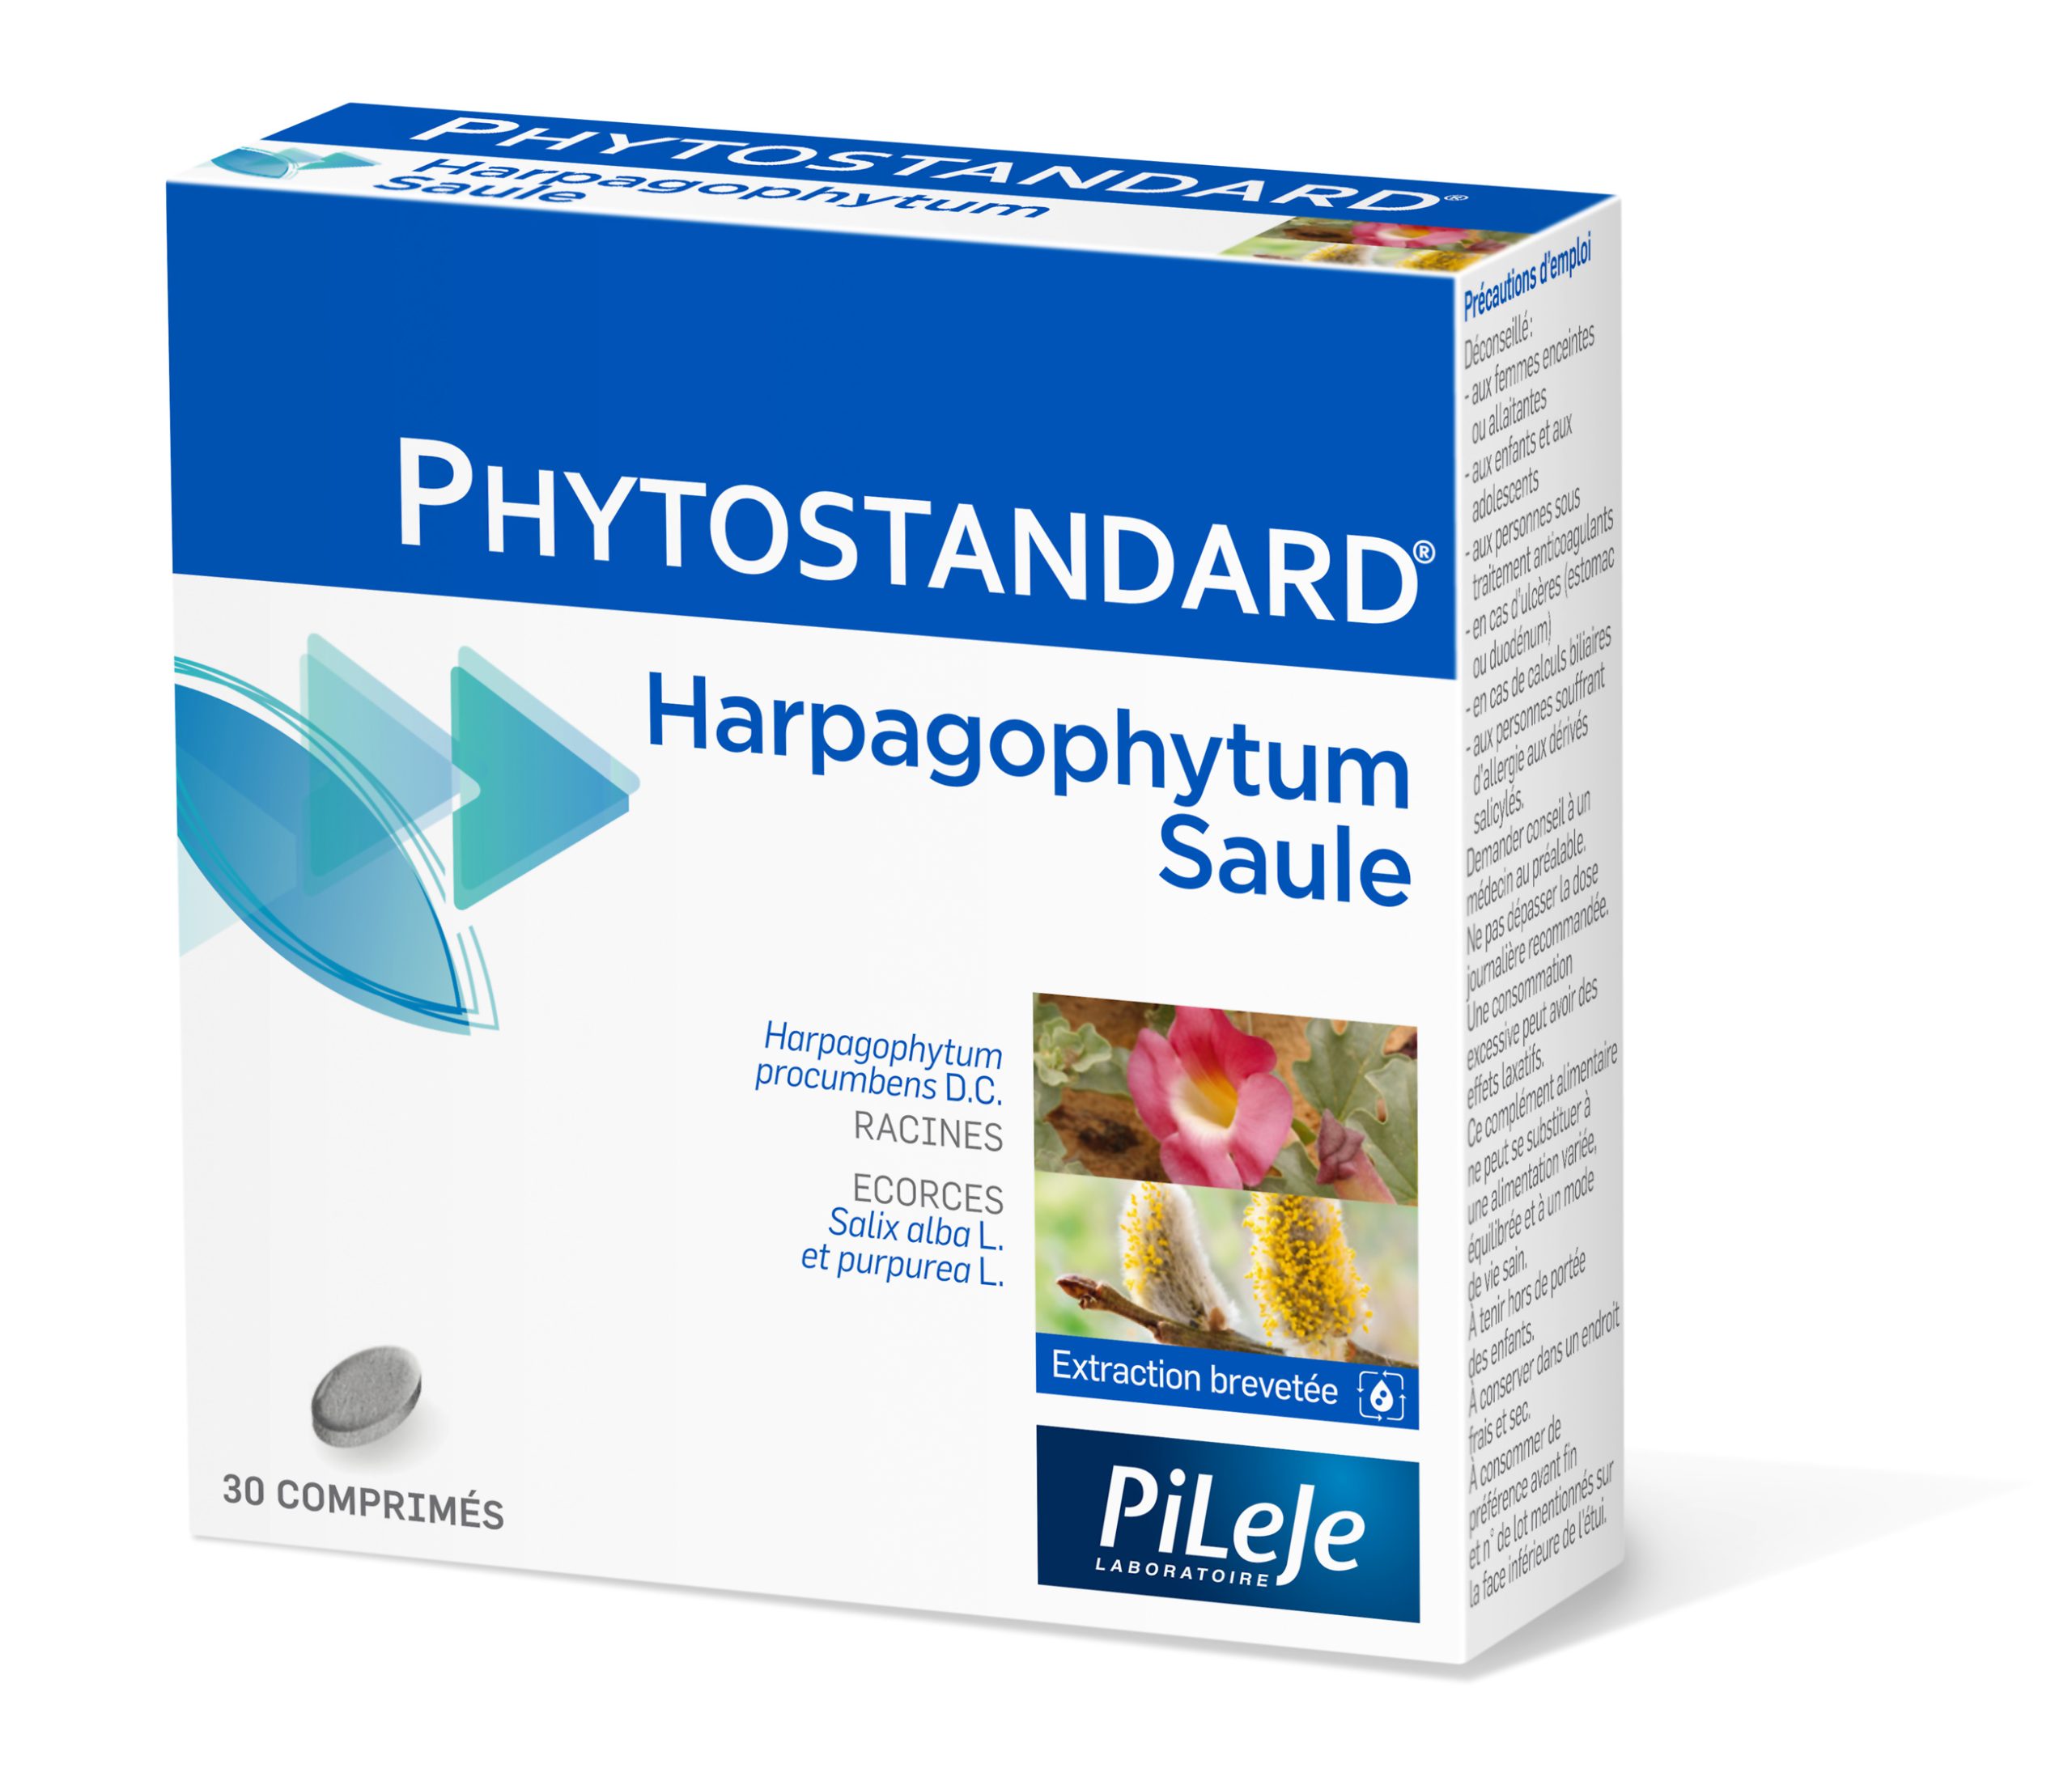 PHYTOSTANDARD®
Harpagophytum
Saule
PHYTOSTANDARD®
Harpagophytum
Saule
Harpagophytum
procumbens D.C.
RACINES
ECORCES
Salix alba L.
et purpurea L.
Extraction brevetée
PiLeJe
LABORATOIRE
30 COMPRIMÉS
Précautions d'emploi
Déconseillé :
- aux femmes enceintes
ou allaitantes
- aux enfants et aux
adolescents
- aux personnes sous
traitement anticoagulants
- en cas d'ulcères (estomac
ou duodénum)
- en cas de calculs biliaires
- aux personnes souffrant
d'allergie aux dérivés
salicylés.
Demander conseil à un
médecin au préalable.
Ne pas dépasser la dose
journalière recommandée.
Une consommation
excessive peut avoir des
effets laxatifs.
Ce complément alimentaire
ne peut se substituer à
une alimentation variée,
équilibrée et à un mode
de vie sain.
À tenir hors de portée
des enfants.
À conserver dans un endroit
frais et sec.
À consommer de
préférence avant fin
et n° de lot mentionnés sur
la face inférieure de l'étui.